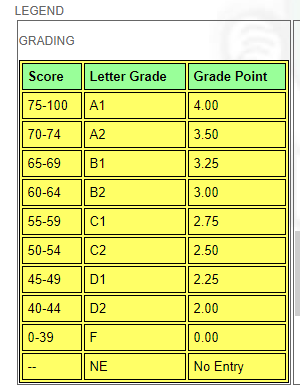 LEGEND
GRADING
Score Letter Grade Grade Point
75-100 A1 4.00
70-74 A2 3.50
65-69 B1 3.25
60-64 B2 3.00
55-59 C1 2.75
50-54 C2 2.50
45-49 D1 2.25
40-44 D2 2.00
0-39 F 0.00
-- NE No Entry